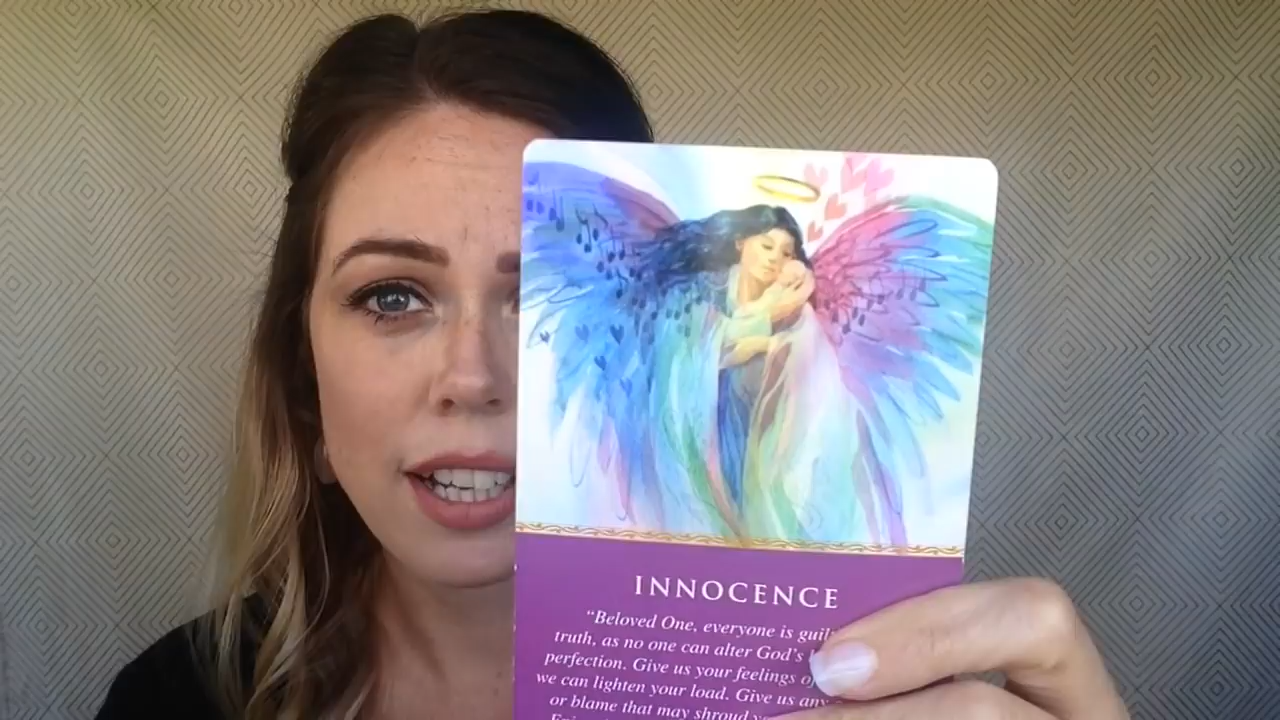 INNOCENCE
“Beloved One, everyone is
truth, as no one can alter God's
perfection. Give us your feelings
we can lighten your load. Give us any
or blame that may shroud